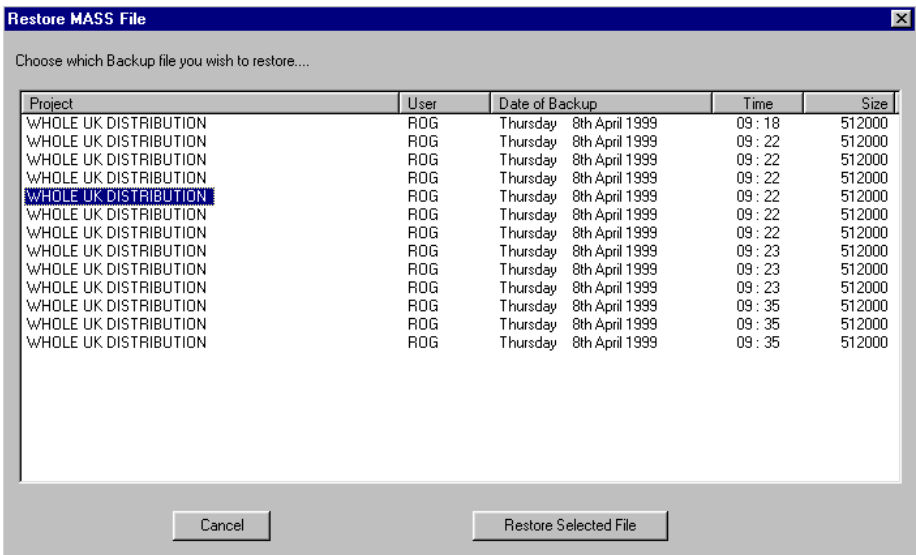 Restore MASS File
Choose which Backup file you wish to restore....
Project User Date of Backup Time Size
WHOLE UK DISTRIBUTION ROG Thursday 8th April 1999 09 : 18 512000
WHOLE UK DISTRIBUTION ROG Thursday 8th April 1999 09 : 22 512000
WHOLE UK DISTRIBUTION ROG Thursday 8th April 1999 09 : 22 512000
WHOLE UK DISTRIBUTION ROG Thursday 8th April 1999 09 : 22 512000
WHOLE UK DISTRIBUTION ROG Thursday 8th April 1999 09 : 22 512000
WHOLE UK DISTRIBUTION ROG Thursday 8th April 1999 09 : 22 512000
WHOLE UK DISTRIBUTION ROG Thursday 8th April 1999 09 : 22 512000
WHOLE UK DISTRIBUTION ROG Thursday 8th April 1999 09 : 23 512000
WHOLE UK DISTRIBUTION ROG Thursday 8th April 1999 09 : 23 512000
WHOLE UK DISTRIBUTION ROG Thursday 8th April 1999 09 : 23 512000
WHOLE UK DISTRIBUTION ROG Thursday 8th April 1999 09 : 35 512000
WHOLE UK DISTRIBUTION ROG Thursday 8th April 1999 09 : 35 512000
WHOLE UK DISTRIBUTION ROG Thursday 8th April 1999 09 : 35 512000
Cancel Restore Selected File